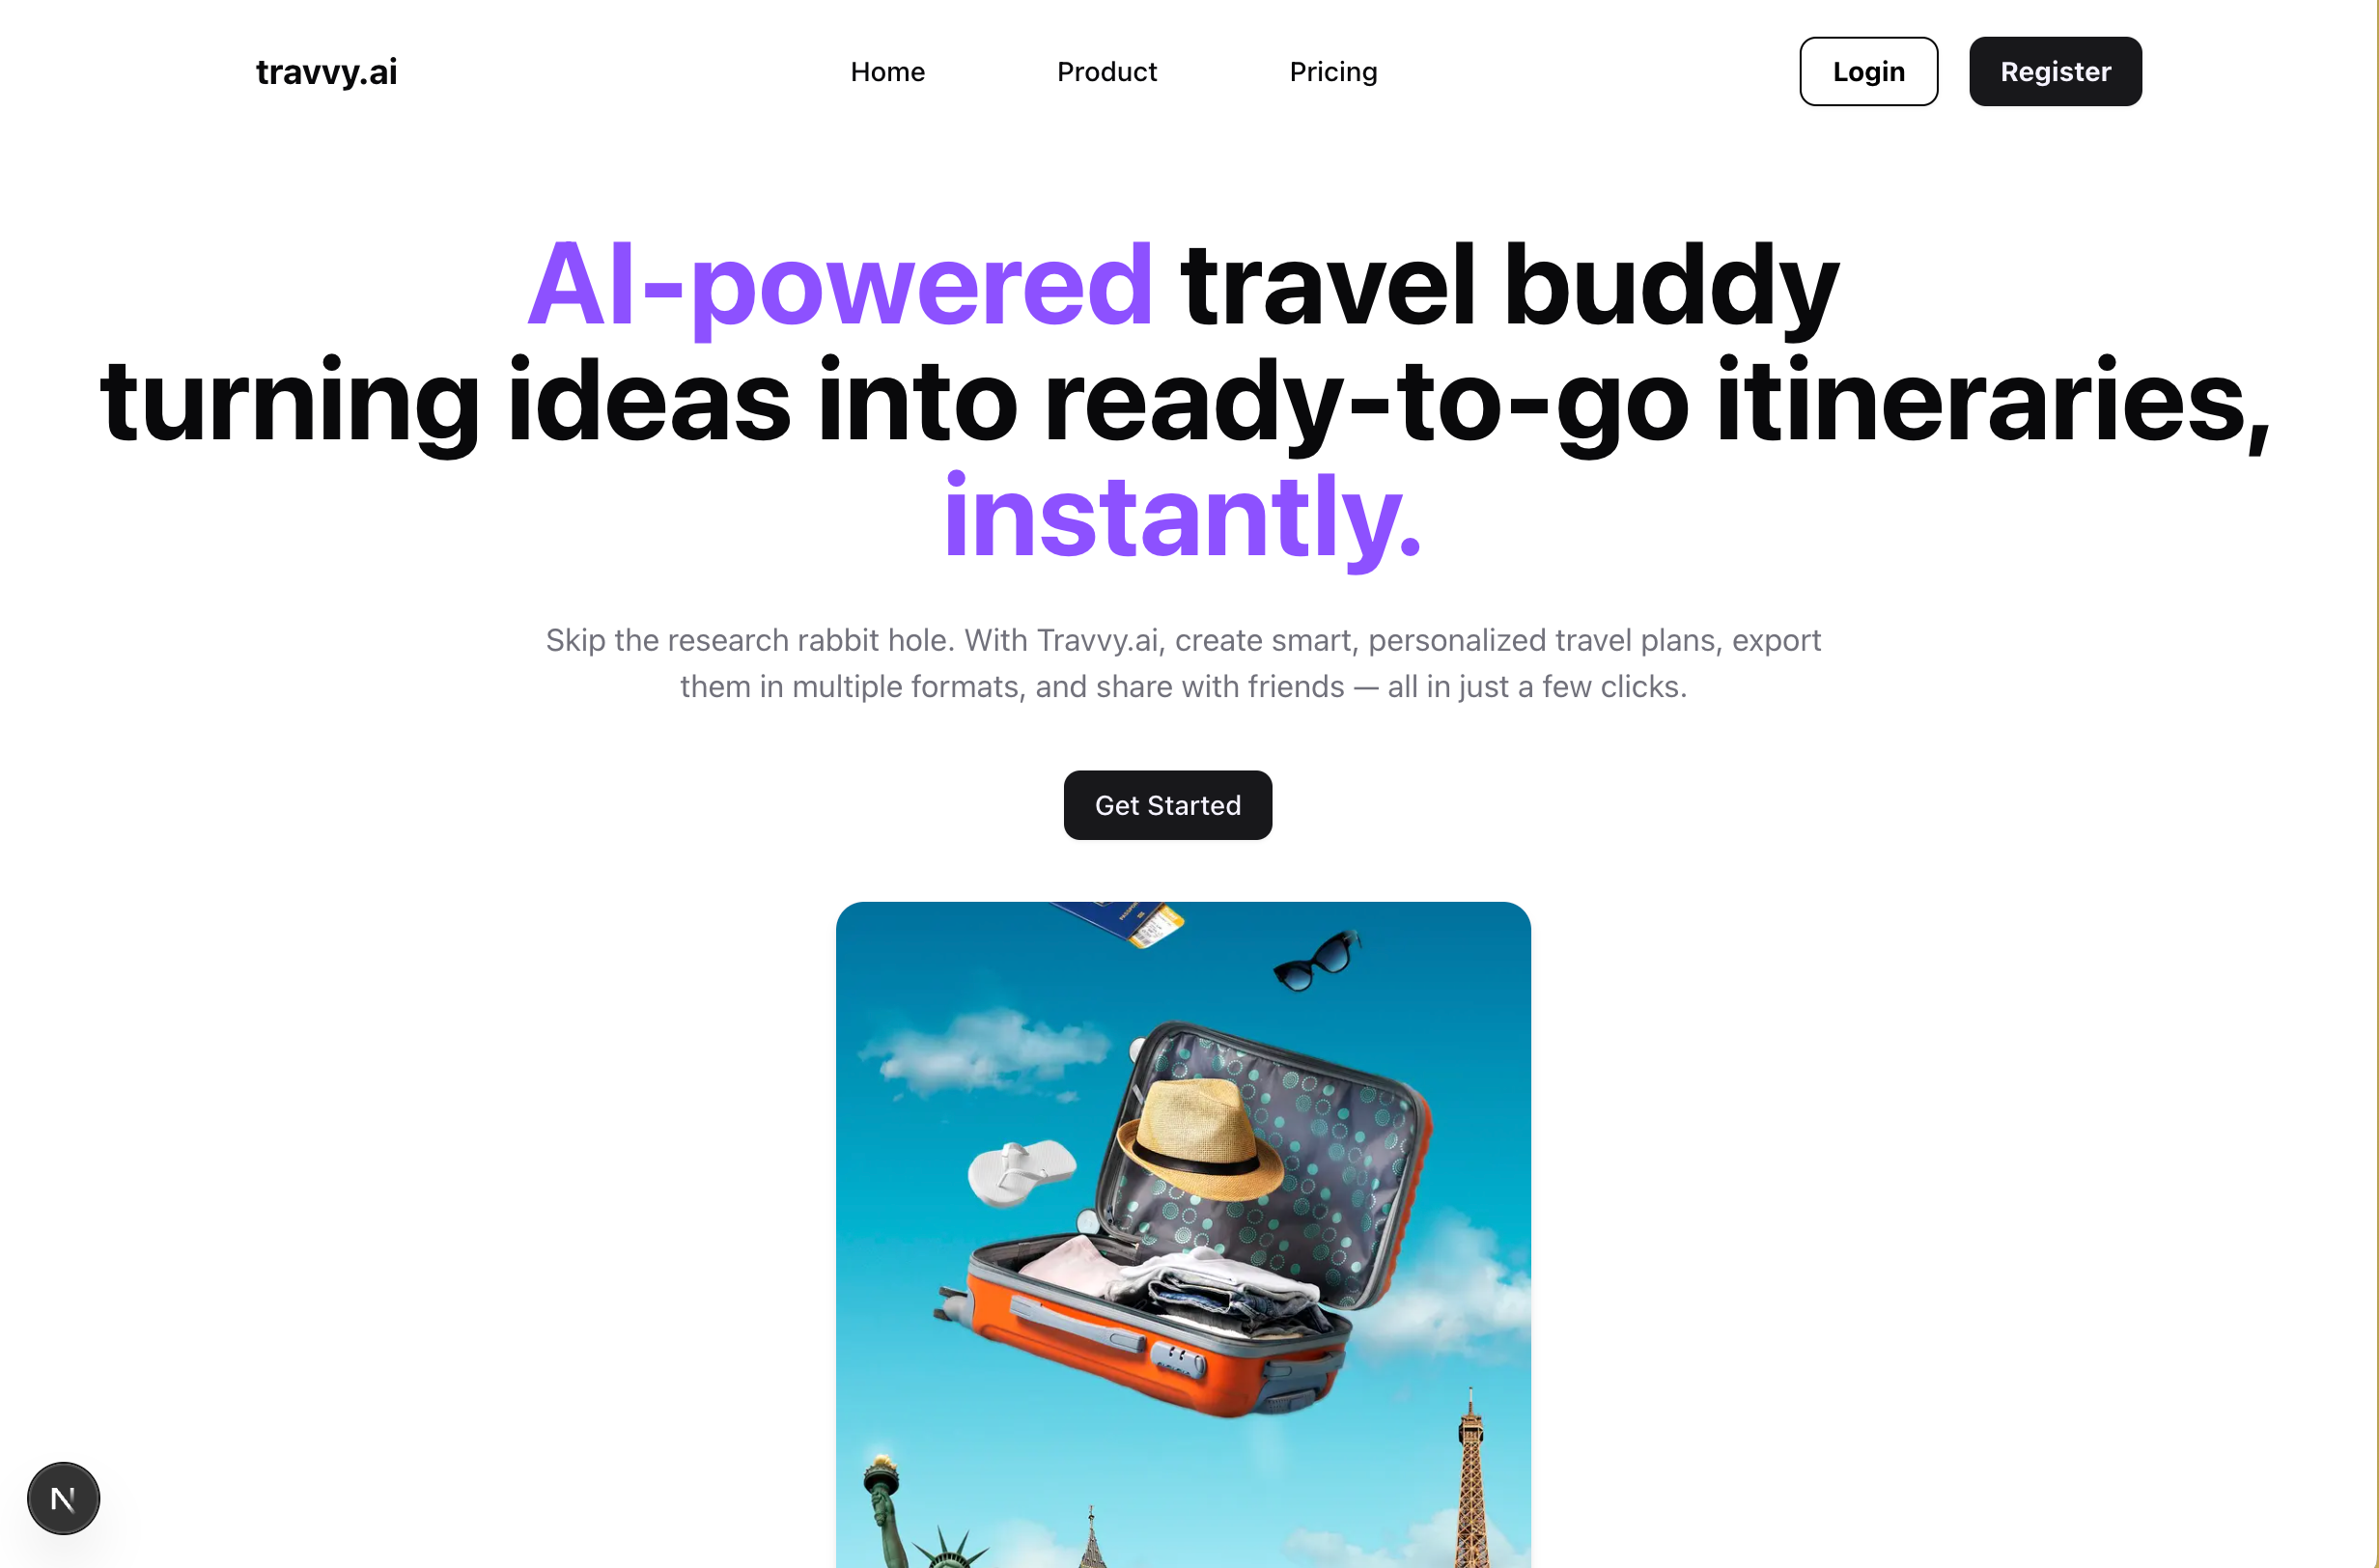 travvy.ai
Home
Product
Pricing
Login
Register
AI-powered travel buddy
turning ideas into ready-to-go itineraries,
instantly.
Skip the research rabbit hole. With Travvy.ai, create smart, personalized travel plans, export
them in multiple formats, and share with friends — all in just a few clicks.
Get Started
N